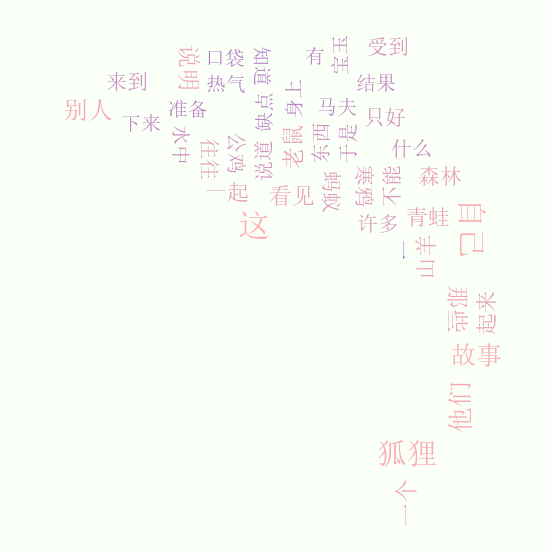 说明
口袋
知道
有
宝玉
受到
来到
热气
结果
别人
准备
缺点
身上
马夫
只好
下来
水中
往往
公鸡
说道
老鼠
东西
于是
什么
一起
看见
蚂蚁
寒鸦
不能
森林
这
许多
青蛙
自己
一
山羊
那些
起来
故事
他们
狐狸
一个